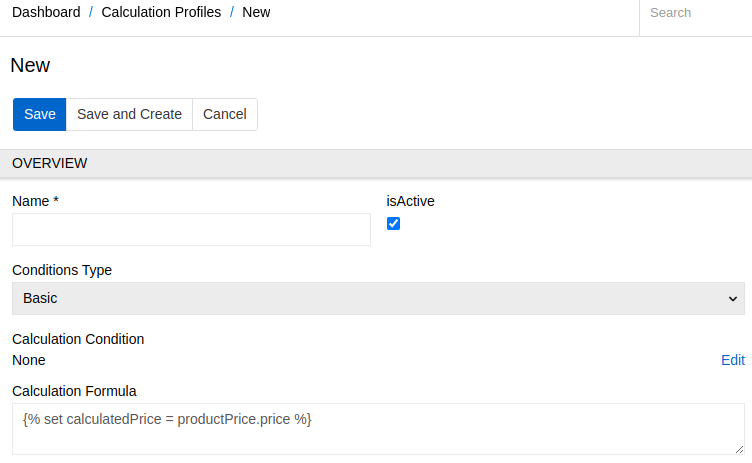 Dashboard / Calculation Profiles / New
Search
New
Save
Save and Create
Cancel
OVERVIEW
Name *
isActive
Conditions Type
Basic
Calculation Condition
None
Edit
Calculation Formula
{% set calculatedPrice = productPrice.price %}